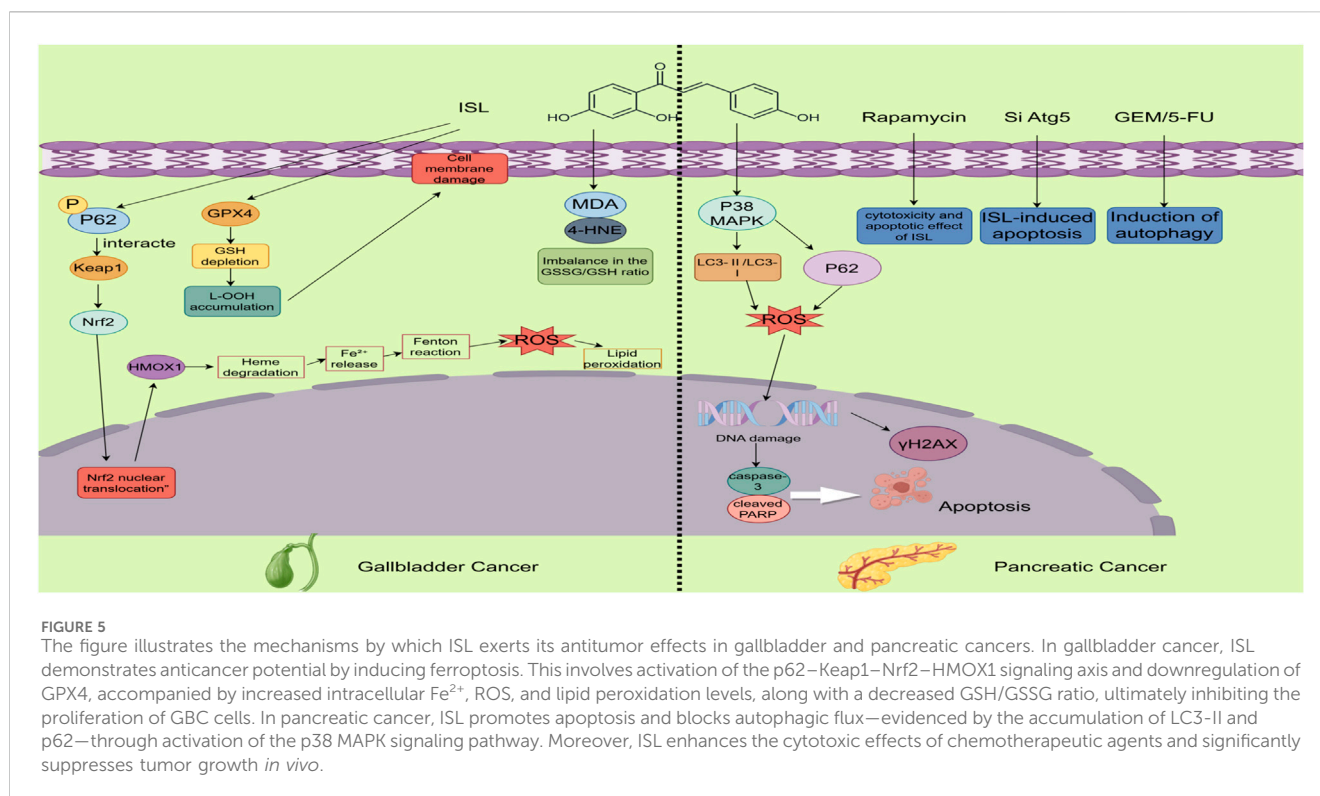 ISL
O
HO
OH
OH
Rapamycin
Si Atg5
GEM/5-FU
Cell
membrane
damage
P
P62
interacte
Keap1
Nrf2
GPX4
GSH
depletion
L-OOH
accumulation
MDA
4-HNE
Imbalance in the
GSSG/GSH ratio
HMOX1
Heme
degradation
Fe²⁺
release
Fenton
reaction
ROS
Lipid
peroxidation
Nrf2 nuclear
translocation"
P38
MAPK
LC3- II /LC3-
I
P62
ROS
cytotoxicity and
apoptotic effect
of ISL
ISL-induced
apoptosis
Induction of
autophagy
DNA damage
γH2AX
caspase-
3
cleaved
PARP
Apoptosis
Gallbladder Cancer
Pancreatic Cancer
FIGURE 5
The figure illustrates the mechanisms by which ISL exerts its antitumor effects in gallbladder and pancreatic cancers. In gallbladder cancer, ISL
demonstrates anticancer potential by inducing ferroptosis. This involves activation of the p62–Keap1–Nrf2–HMOX1 signaling axis and downregulation of
GPX4, accompanied by increased intracellular Fe²⁺, ROS, and lipid peroxidation levels, along with a decreased GSH/GSSG ratio, ultimately inhibiting the
proliferation of GBC cells. In pancreatic cancer, ISL promotes apoptosis and blocks autophagic flux—evidenced by the accumulation of LC3-II and
p62—through activation of the p38 MAPK signaling pathway. Moreover, ISL enhances the cytotoxic effects of chemotherapeutic agents and significantly
suppresses tumor growth in vivo.